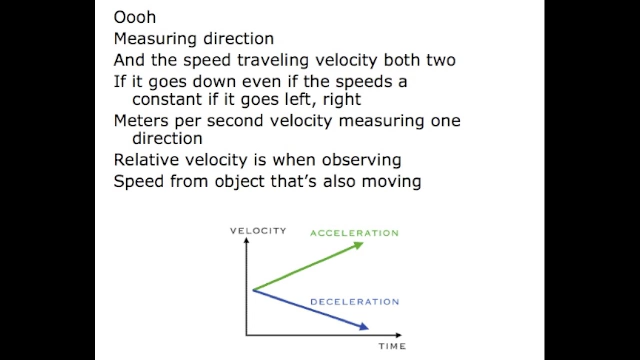 Oooh
Measuring direction
And the speed traveling velocity both two
If it goes down even if the speeds a
constant if it goes left, right
Meters per second velocity measuring one
direction
Relative velocity is when observing
Speed from object that's also moving
VELOCITY
ACCELERATION
DECELERATION
TIME